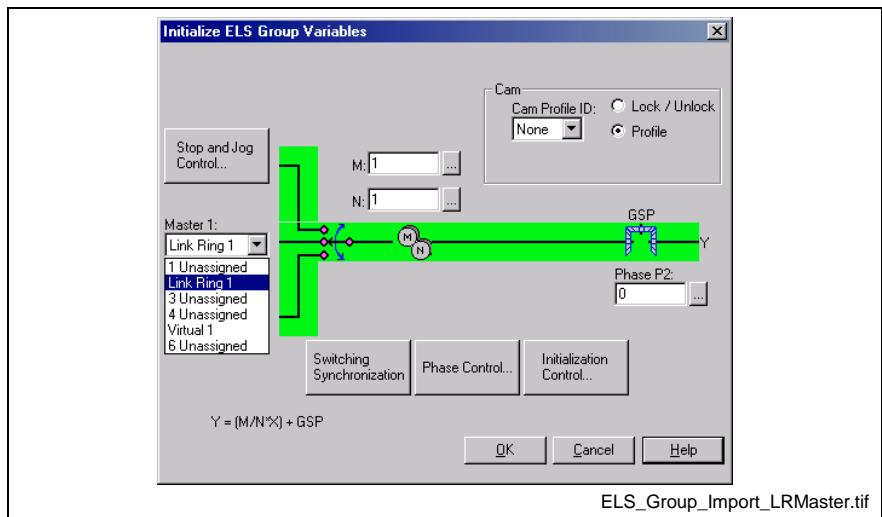 Initialize ELS Group Variables
Cam
Cam Profile ID:
None
Lock / Unlock
Profile
Stop and Jog
Control...
M: 1 ...
N: 1 ...
Master 1:
Link Ring 1
1 Unassigned
Link Ring 1
3 Unassigned
4 Unassigned
Virtual 1
6 Unassigned
M
N
GSP
Y
Phase P2:
0 ...
Switching
Synchronization
Phase Control...
Initialization
Control...
Y = (M/N*X) + GSP
OK
Cancel
Help
ELS_Group_Import_LRMaster.tif